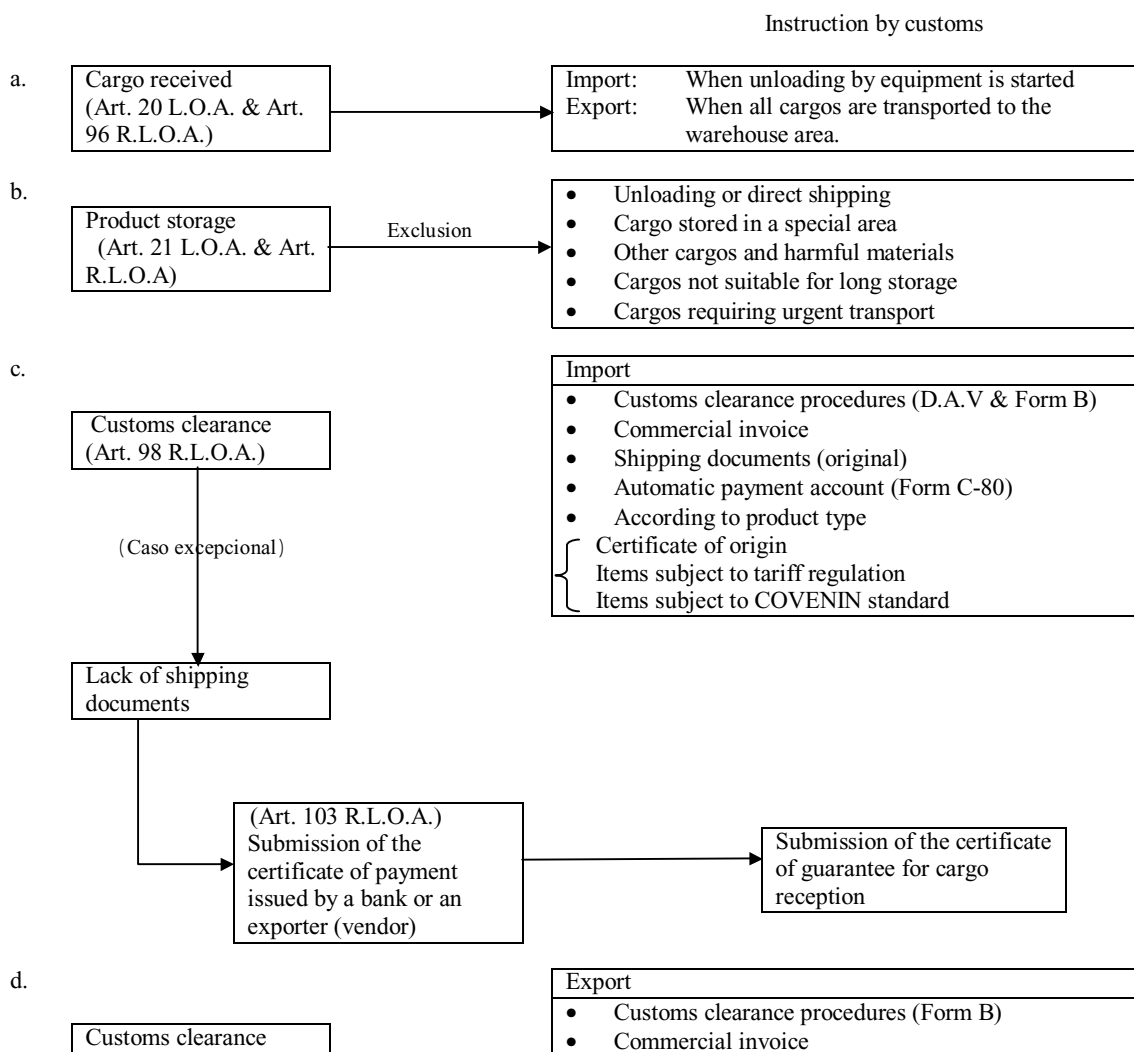 Instruction by customs
a.
Cargo received
(Art. 20 L.O.A. & Art.
96 R.L.O.A.)
Import: When unloading by equipment is started
Export: When all cargos are transported to the
warehouse area.
b.
Product storage
(Art. 21 L.O.A. & Art.
R.L.O.A)
Exclusion
• Unloading or direct shipping
• Cargo stored in a special area
• Other cargos and harmful materials
• Cargos not suitable for long storage
• Cargos requiring urgent transport
c.
Customs clearance
(Art. 98 R.L.O.A.)
(Caso excepcional)
Import
• Customs clearance procedures (D.A.V & Form B)
• Commercial invoice
• Shipping documents (original)
• Automatic payment account (Form C-80)
• According to product type
Certificate of origin
Items subject to tariff regulation
Items subject to COVENIN standard
Lack of shipping
documents
(Art. 103 R.L.O.A.)
Submission of the
certificate of payment
issued by a bank or an
exporter (vendor)
Submission of the certificate
of guarantee for cargo
reception
d.
Customs clearance
Export
• Customs clearance procedures (Form B)
• Commercial invoice